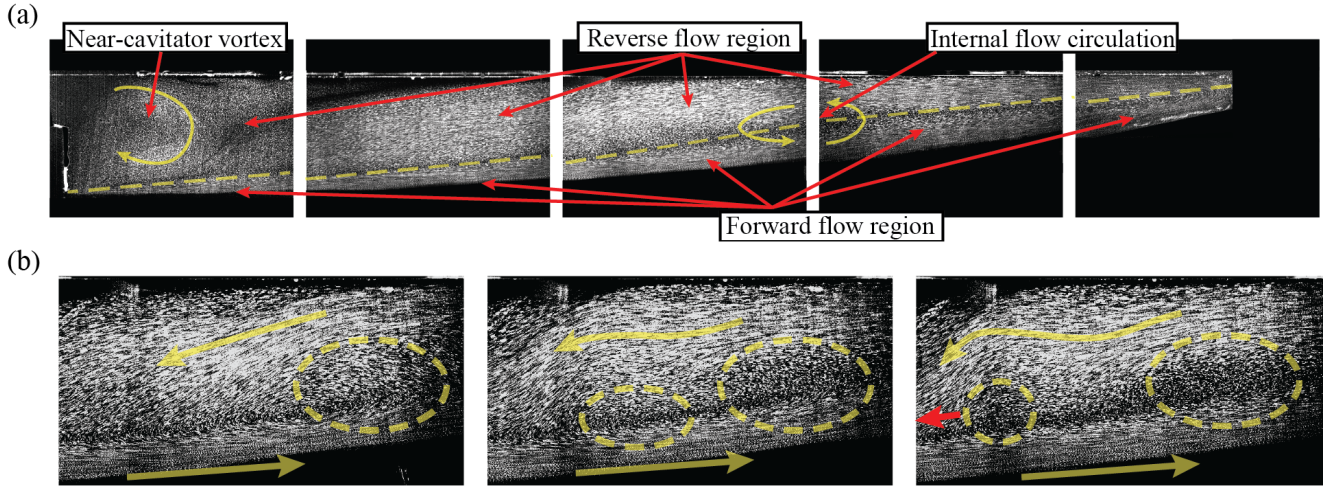 (a)
Near-cavitator vortex
Reverse flow region
Internal flow circulation
Forward flow region
(b)